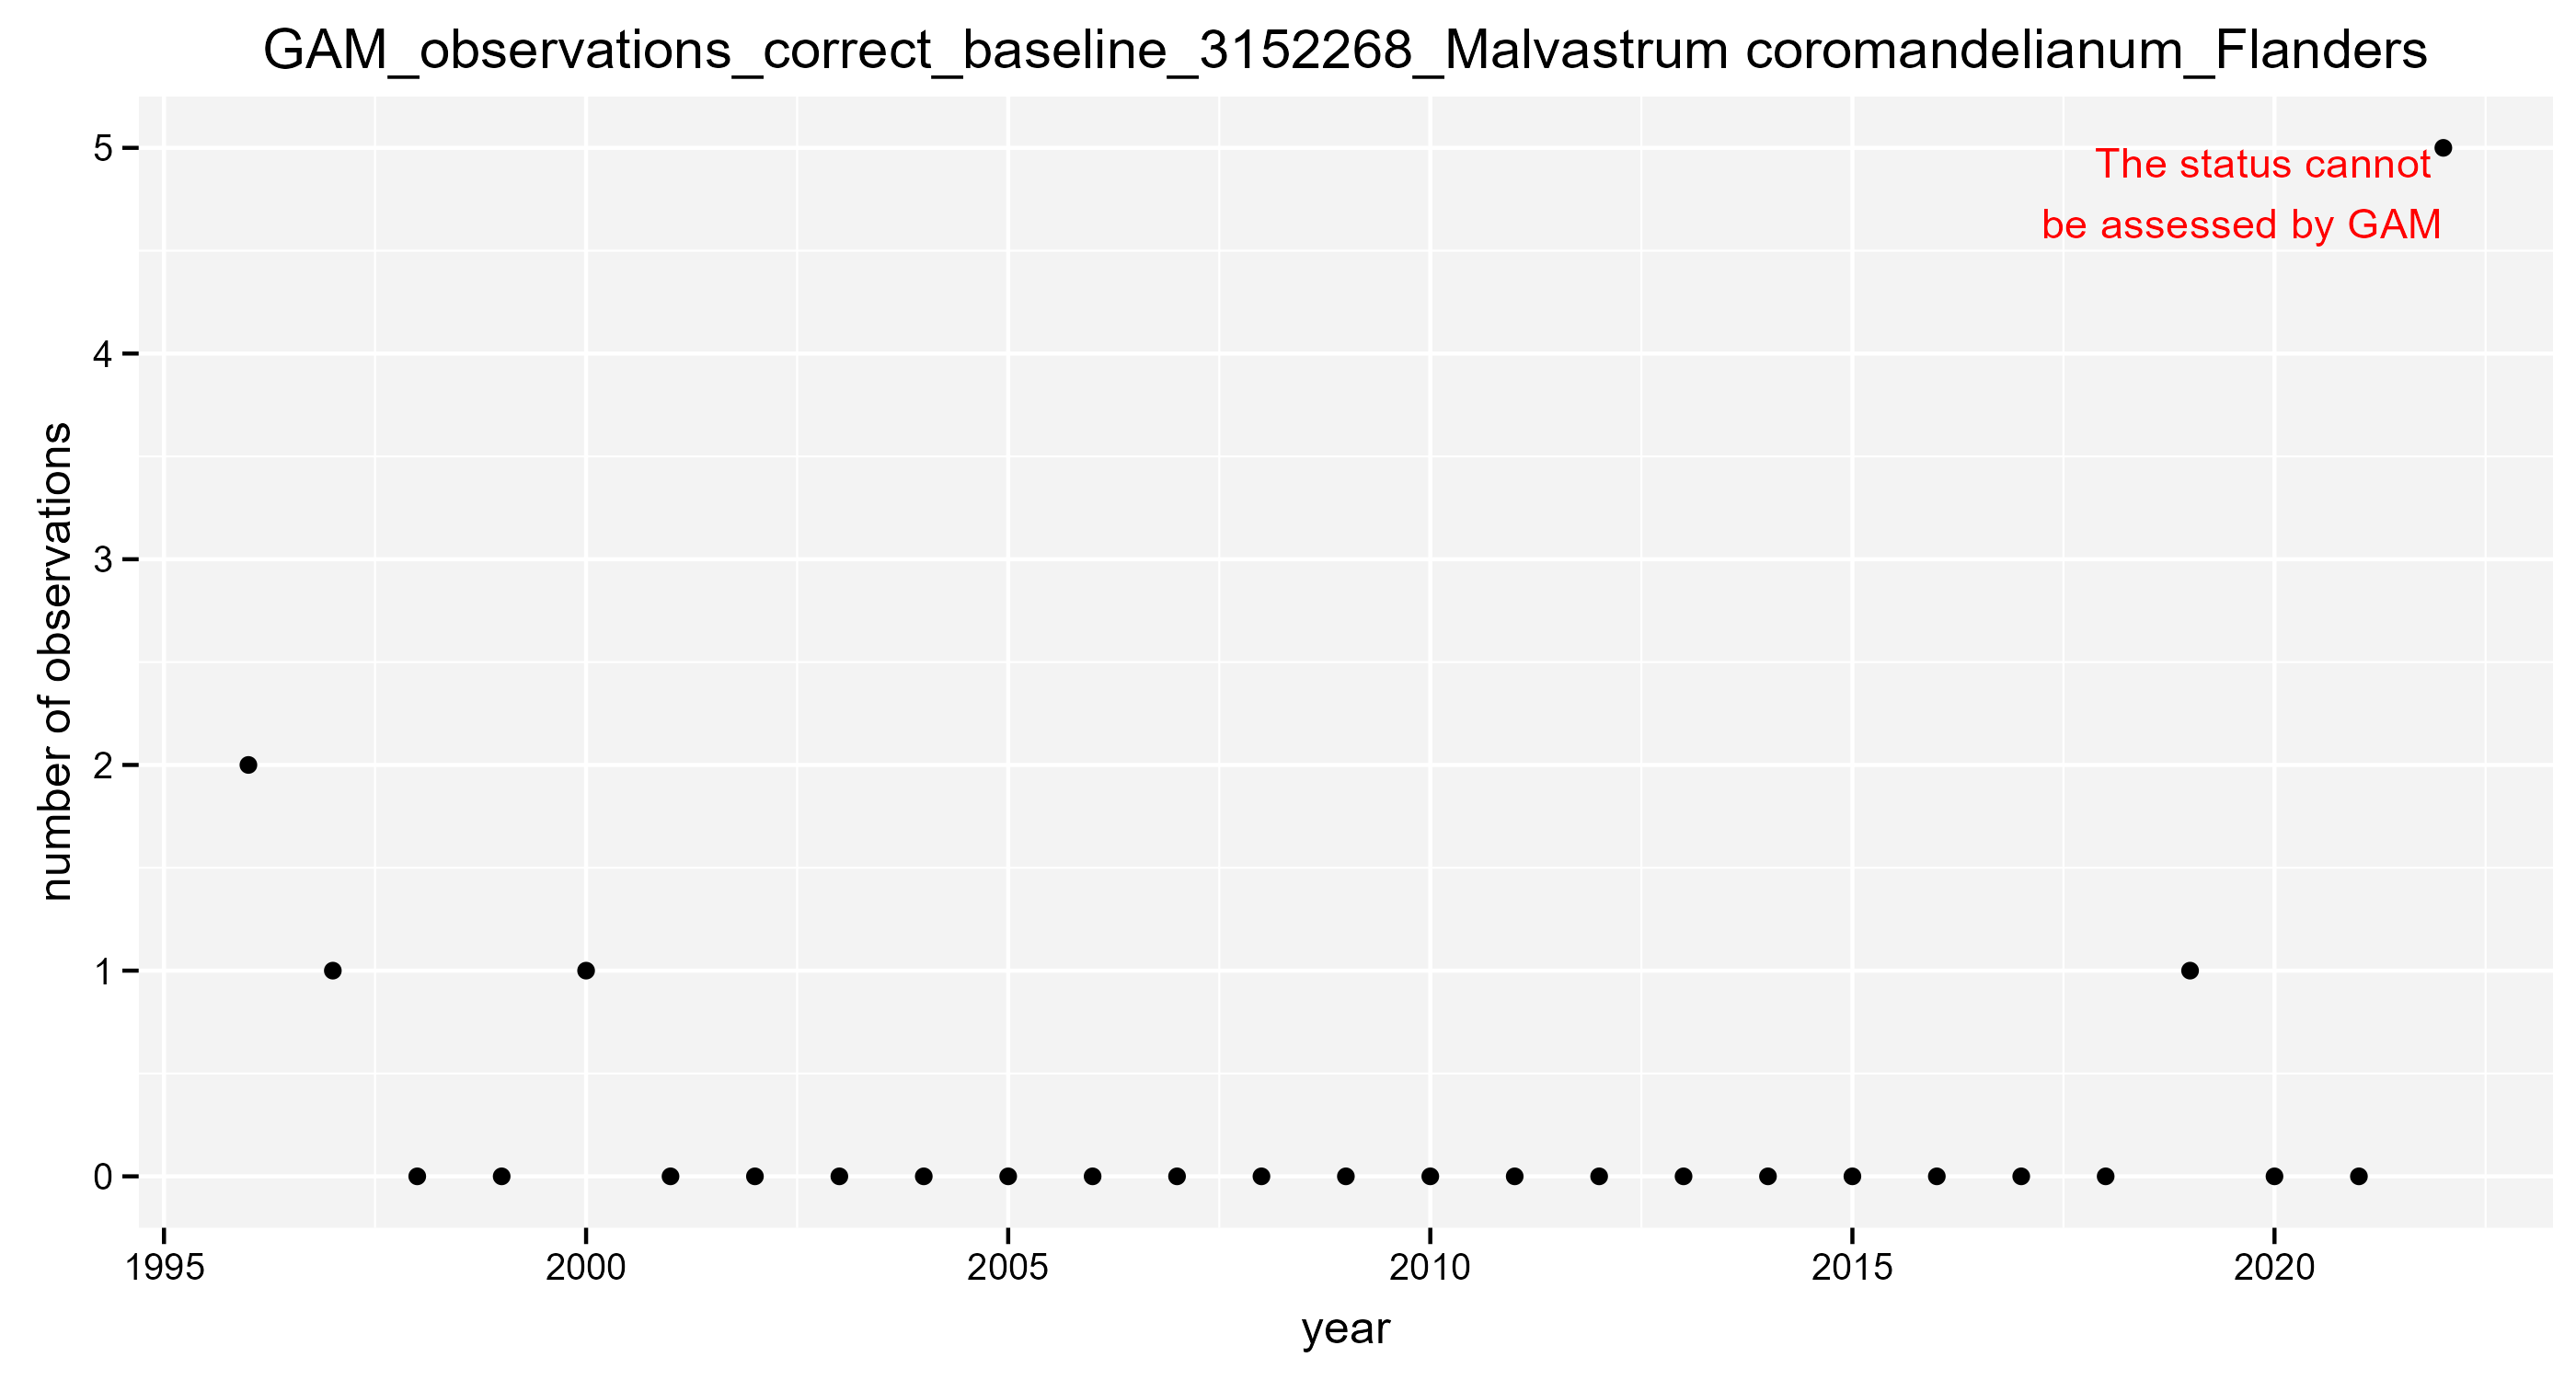 GAM_observations_correct_baseline_3152268_Malvastrum coromandelianum_Flanders
The status cannot
be assessed by GAM
number of observations
5
4
3
2
1
0
1995 2000 2005 2010 2015 2020
year